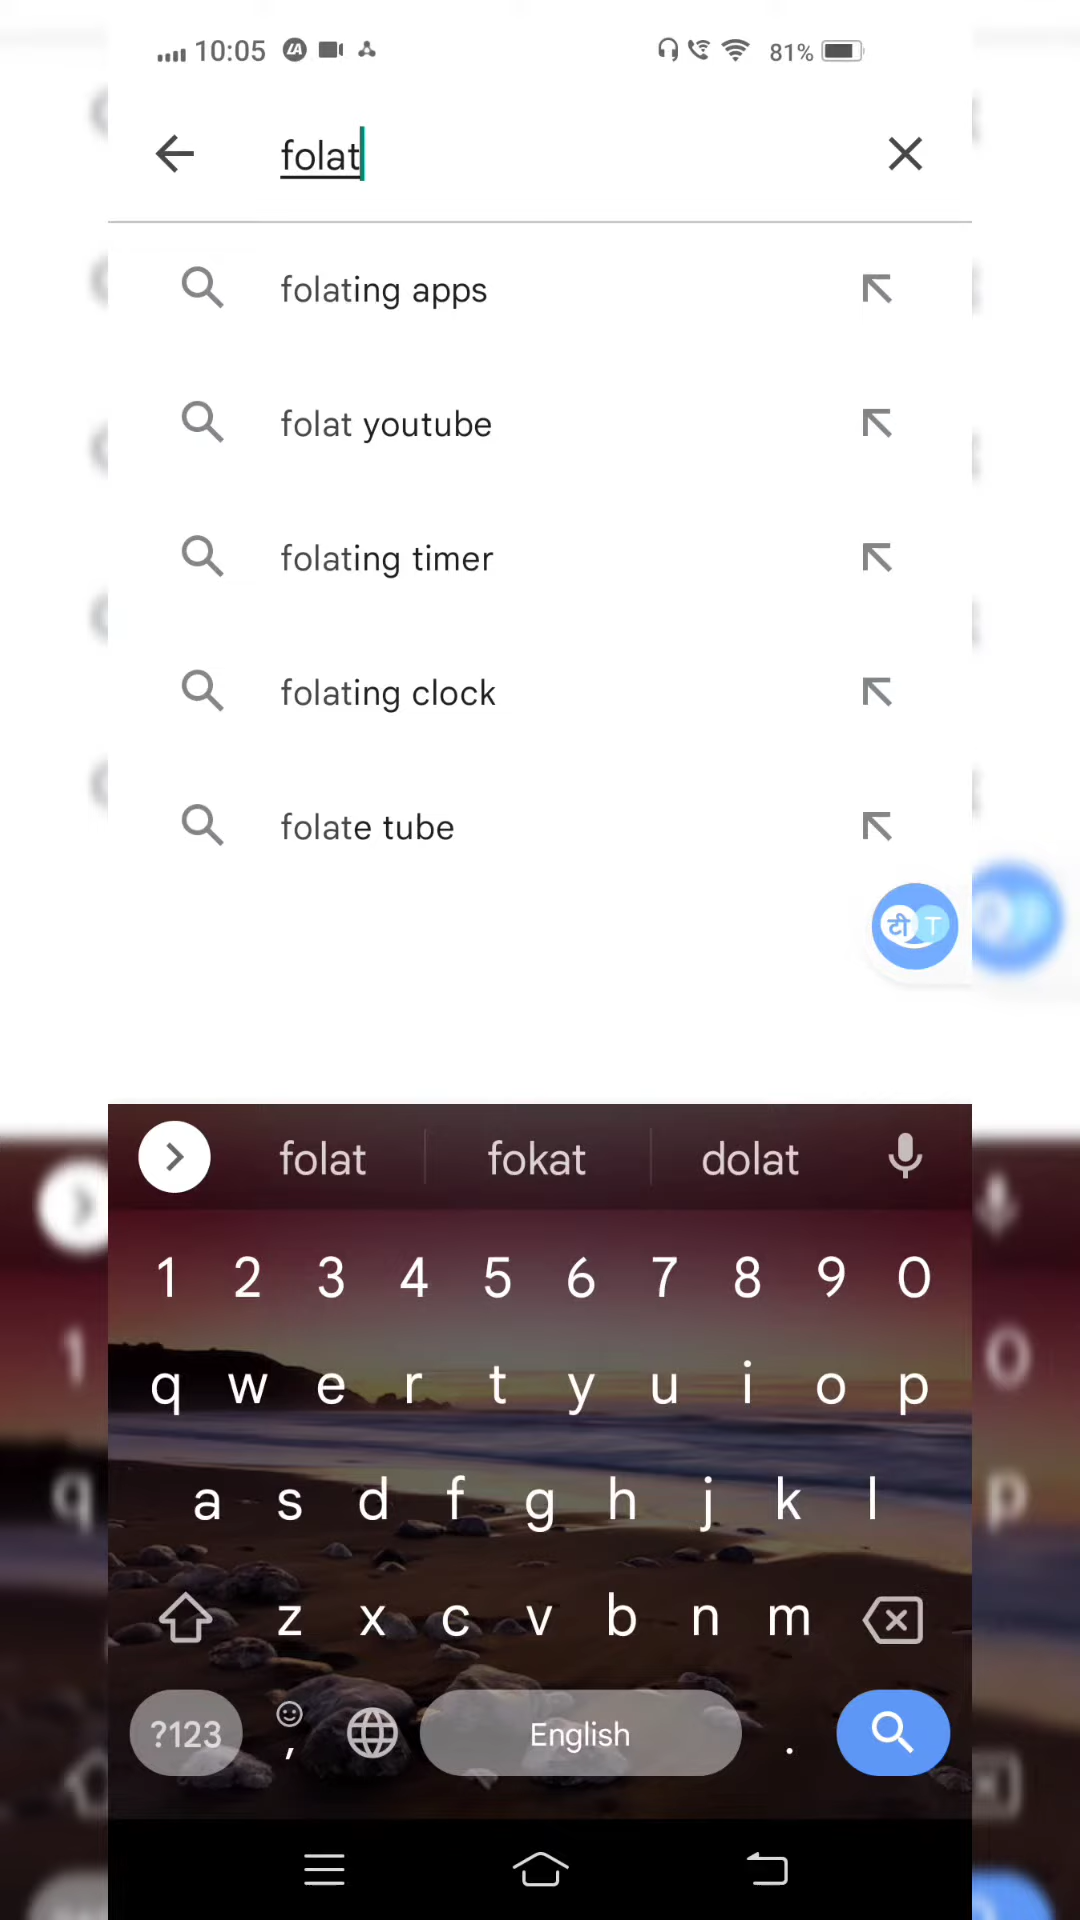 10:05 LA 81%
folat
folating apps
folat youtube
folating timer
folating clock
folate tube
टी T
folat fokat dolat
1 2 3 4 5 6 7 8 9 0
q w e r t y u i o p
a s d f g h j k l
z x c v b n m
?123 , English .